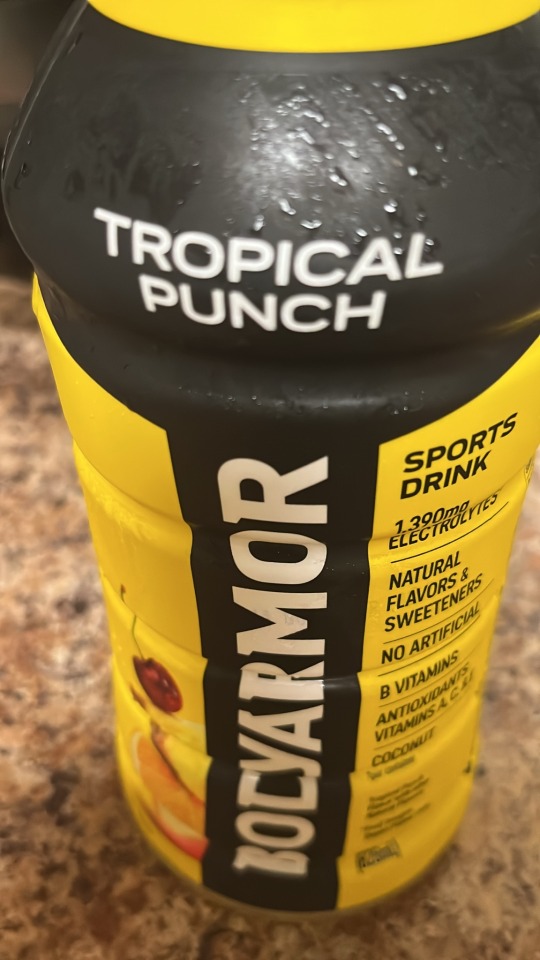 TROPICAL
PUNCH
BODYARMOR
SPORTS
DRINK
1,390mg
ELECTROLYTES
NATURAL
FLAVORS &
SWEETENERS
NO ARTIFICIAL
B VITAMINS
ANTIOXIDANTS
VITAMINS A, C, & E
COCONUT